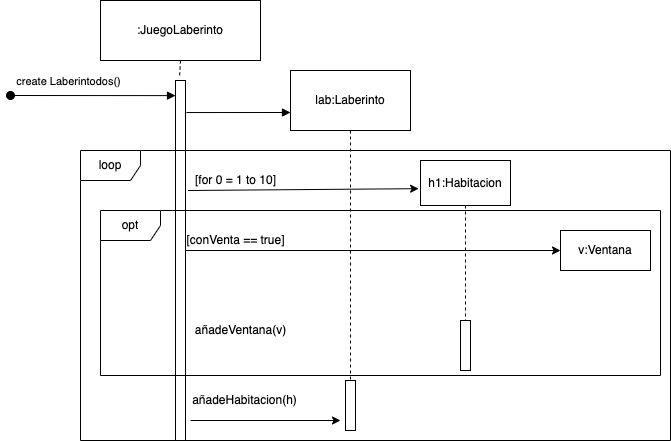 :JuegoLaberinto
create Laberintodos()
lab:Laberinto
loop
[for 0 = 1 to 10]
h1:Habitacion
opt
[conVenta == true]
v:Ventana
añadeVentana(v)
añadeHabitacion(h)